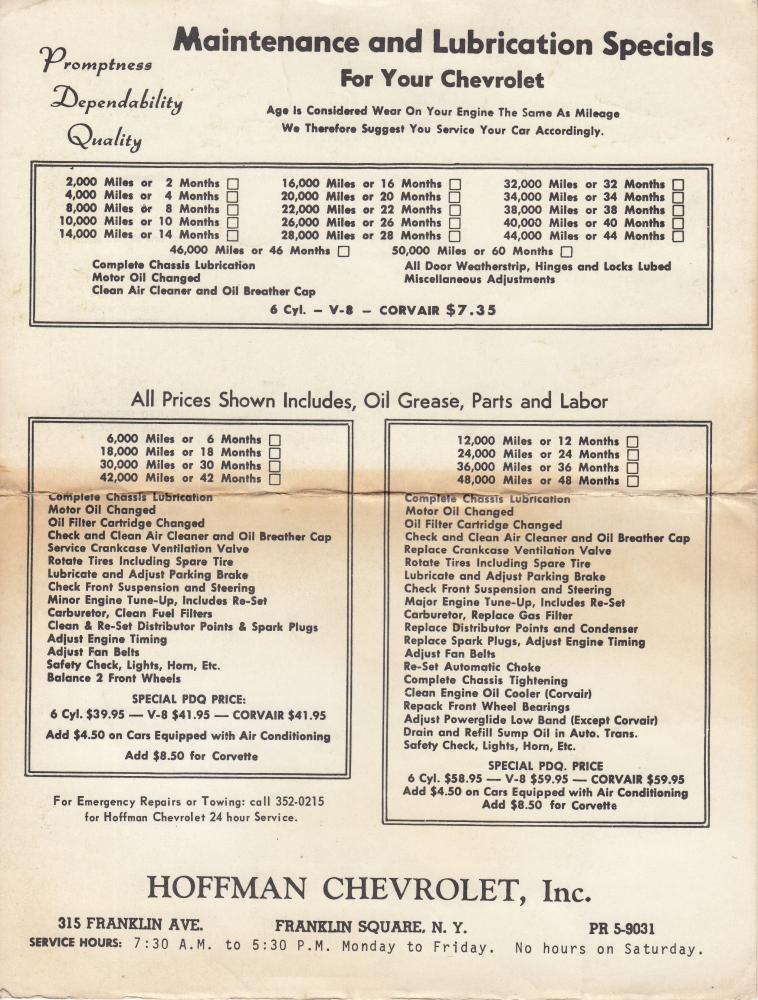 Maintenance and Lubrication Specials
For Your Chevrolet
Promptness
Dependability
Quality
Age Is Considered Wear On Your Engine The Same As Mileage
We Therefore Suggest You Service Your Car Accordingly.
2,000 Miles or 2 Months
4,000 Miles or 4 Months
8,000 Miles or 8 Months
10,000 Miles or 10 Months
14,000 Miles or 14 Months
16,000 Miles or 16 Months
20,000 Miles or 20 Months
22,000 Miles or 22 Months
26,000 Miles or 26 Months
28,000 Miles or 28 Months
32,000 Miles or 32 Months
34,000 Miles or 34 Months
38,000 Miles or 38 Months
40,000 Miles or 40 Months
44,000 Miles or 44 Months
46,000 Miles or 46 Months
50,000 Miles or 60 Months
Complete Chassis Lubrication
Motor Oil Changed
Clean Air Cleaner and Oil Breather Cap
All Door Weatherstrip, Hinges and Locks Lubed
Miscellaneous Adjustments
6 Cyl. – V-8 – CORVAIR $7.35
All Prices Shown Includes, Oil Grease, Parts and Labor
6,000 Miles or 6 Months
18,000 Miles or 18 Months
30,000 Miles or 30 Months
42,000 Miles or 42 Months
Complete Chassis Lubrication
Motor Oil Changed
Oil Filter Cartridge Changed
Check and Clean Air Cleaner and Oil Breather Cap
Service Crankcase Ventilation Valve
Rotate Tires Including Spare Tire
Lubricate and Adjust Parking Brake
Check Front Suspension and Steering
Minor Engine Tune-Up, Includes Re-Set
Carburetor, Clean Fuel Filters
Clean & Re-Set Distributor Points & Spark Plugs
Adjust Engine Timing
Adjust Fan Belts
Safety Check, Lights, Horn, Etc.
Balance 2 Front Wheels
SPECIAL PDQ PRICE:
6 Cyl. $39.95 — V-8 $41.95 — CORVAIR $41.95
Add $4.50 on Cars Equipped with Air Conditioning
Add $8.50 for Corvette
12,000 Miles or 12 Months
24,000 Miles or 24 Months
36,000 Miles or 36 Months
48,000 Miles or 48 Months
Complete Chassis Lubrication
Motor Oil Changed
Oil Filter Cartridge Changed
Check and Clean Air Cleaner and Oil Breather Cap
Replace Crankcase Ventilation Valve
Rotate Tires Including Spare Tire
Lubricate and Adjust Parking Brake
Check Front Suspension and Steering
Major Engine Tune-Up, Includes Re-Set
Carburetor, Replace Gas Filter
Replace Distributor Points and Condenser
Replace Spark Plugs, Adjust Engine Timing
Adjust Fan Belts
Re-Set Automatic Choke
Complete Chassis Tightening
Clean Engine Oil Cooler (Corvair)
Repack Front Wheel Bearings
Adjust Powerglide Low Band (Except Corvair)
Drain and Refill Sump Oil in Auto. Trans.
Safety Check, Lights, Horn, Etc.
SPECIAL PDQ. PRICE
6 Cyl. $58.95 — V-8 $59.95 — CORVAIR $59.95
Add $4.50 on Cars Equipped with Air Conditioning
Add $8.50 for Corvette
For Emergency Repairs or Towing: call 352-0215
for Hoffman Chevrolet 24 hour Service.
HOFFMAN CHEVROLET, Inc.
315 FRANKLIN AVE. FRANKLIN SQUARE, N. Y. PR 5-9031
SERVICE HOURS: 7:30 A.M. to 5:30 P.M. Monday to Friday. No hours on Saturday.